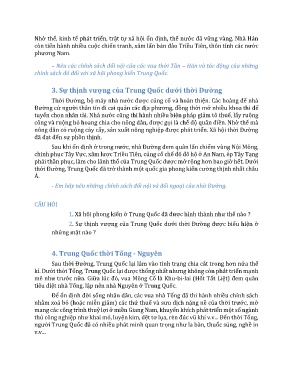 Nhờ thế, kinh tế phát triển, trật tự xã hội ổn định, thế nước đã vững vàng. Nhà Hán
còn tiến hành nhiều cuộc chiến tranh, xâm lấn bán đảo Triều Tiên, thôn tính các nước
phương Nam.
– Nêu các chính sách đối nội của các vua thời Tần – Hán và tác động của những
chính sách đó đối với xã hội phong kiến Trung Quốc.
3. Sự thịnh vượng của Trung Quốc dưới thời Đường
Thời Đường, bộ máy nhà nước được củng cố và hoàn thiện. Các hoàng đế nhà
Đường cử người thân tín đi cai quản các địa phương, đồng thời mở nhiều khoa thi để
tuyển chọn nhân tài. Nhà nước cũng thi hành nhiều biện pháp giảm tô thuế, lấy ruộng
công và ruộng bỏ hoang chia cho nông dân, được gọi là chế độ quân điền. Nhờ thế mà
nông dân có ruộng cày cấy, sản xuất nông nghiệp được phát triển. Xã hội thời Đường
đã đạt đến sự phồn thịnh.
Sau khi ổn định ở trong nước, nhà Đường đem quân lấn chiếm vùng Nội Mông,
chinh phục Tây Vực, xâm lược Triều Tiên, củng cố chế độ đô hộ ở An Nam, ép Tây Tạng
phải thần phục, làm cho lãnh thổ của Trung Quốc được mở rộng hơn bao giờ hết. Dưới
thời Đường, Trung Quốc đã trở thành một quốc gia phong kiến cường thịnh nhất châu
Á.
- Em hãy nêu những chính sách đối nội và đối ngoại của nhà Đường.
CÂU HỎI
1. Xã hội phong kiến ở Trung Quốc đã được hình thành như thế nào ?
2. Sự thịnh vượng của Trung Quốc dưới thời Đường được biểu hiện ở
những mặt nào ?
4. Trung Quốc thời Tống - Nguyên
Sau thời Đường, Trung Quốc lại lâm vào tình trạng chia cắt trong hơn nửa thế
kỉ. Dưới thời Tống, Trung Quốc lại được thống nhất nhưng không còn phát triển mạnh
mẽ như trước nữa. Giữa lúc đó, vua Mông Cổ là Khu-bi-lai (Hốt Tất Liệt) đem quân
tiêu diệt nhà Tống, lập nên nhà Nguyên ở Trung Quốc.
Để ổn định đời sống nhân dân, các vua nhà Tống đã thi hành nhiều chính sách
nhằm xoá bỏ (hoặc miễn giảm) các thứ thuế và sưu dịch nặng nề của thời trước, mở
mang các công trình thuỷ lợi ở miền Giang Nam, khuyến khích phát triển một số ngành
thủ công nghiệp như khai mỏ, luyện kim, dệt tơ lụa, rèn đúc vũ khí v.v... Đến thời Tống,
người Trung Quốc đã có nhiều phát minh quan trọng như la bàn, thuốc súng, nghề in
v.v...